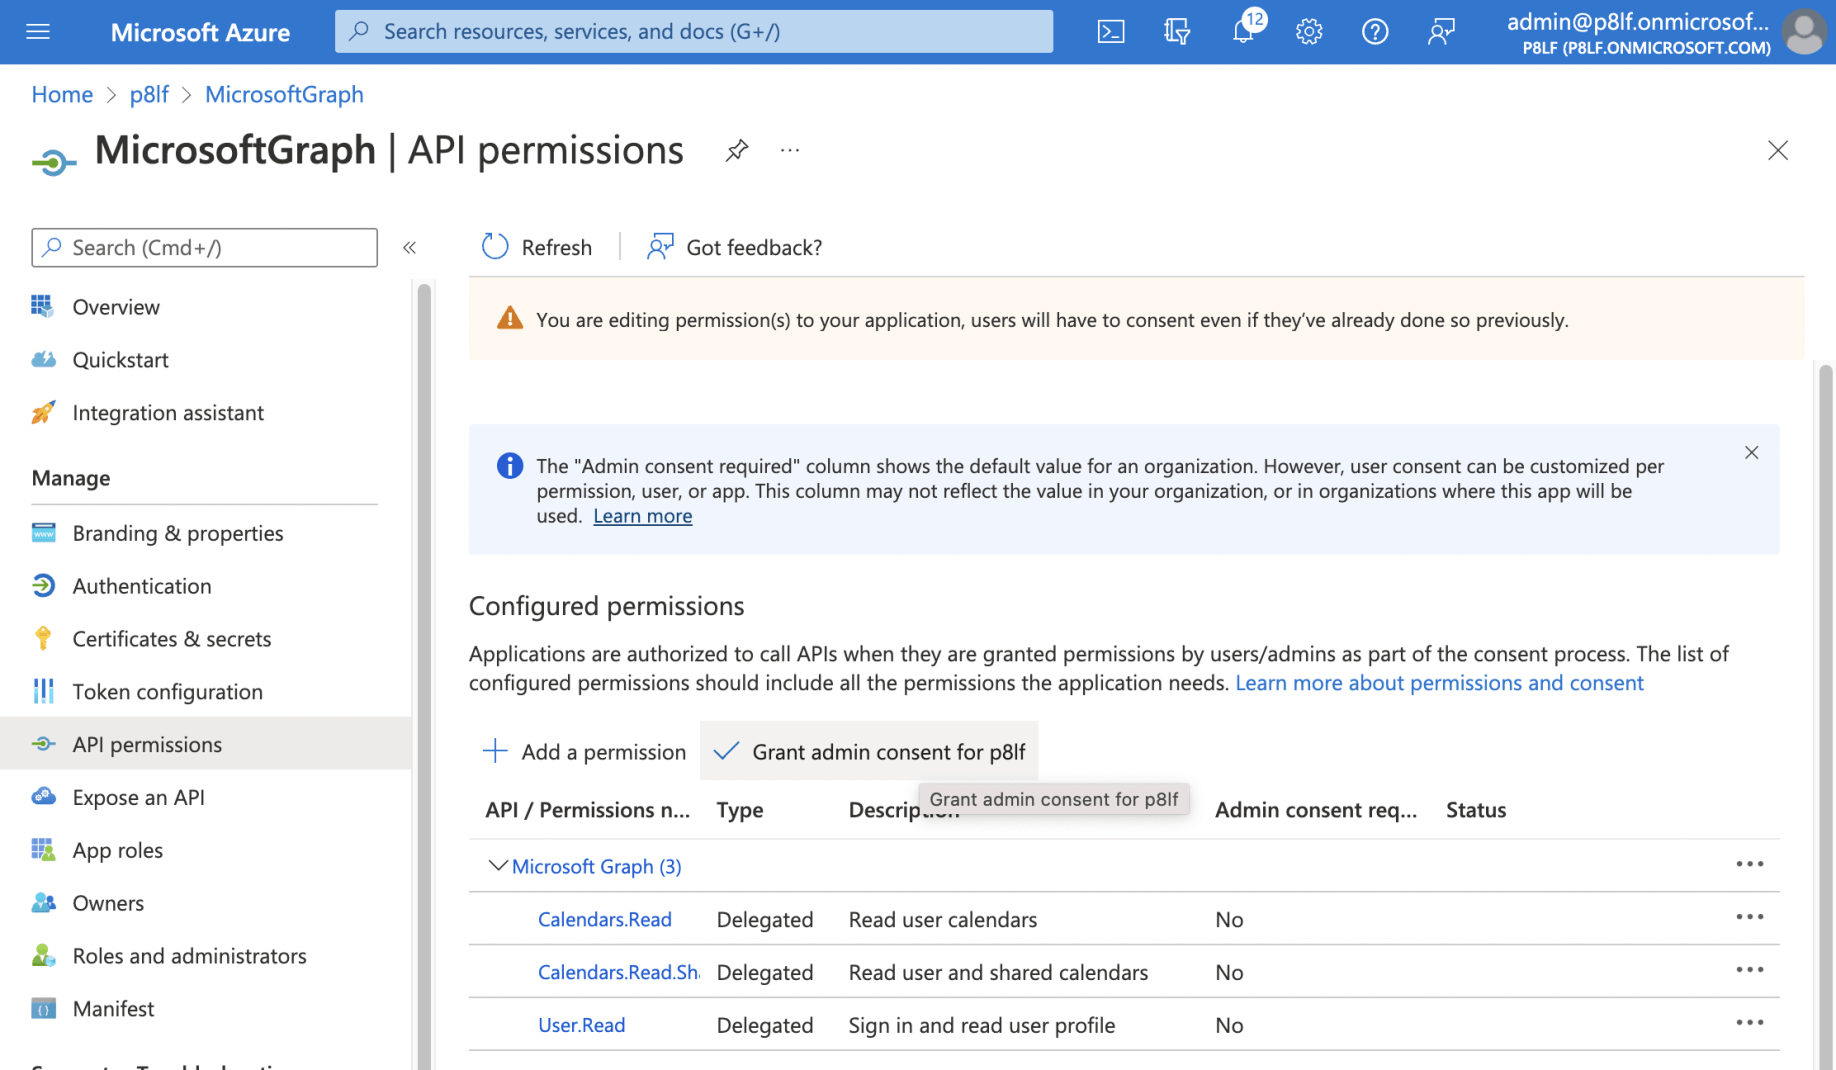 Microsoft Azure
Search resources, services, and docs (G+/)
12
admin@p8lf.onmicrosof...
P8LF (P8LF.ONMICROSOFT.COM)
Home > p8lf > MicrosoftGraph
MicrosoftGraph | API permissions
...
Search (Cmd+/)
«
Refresh
Got feedback?
Overview
Quickstart
Integration assistant
Manage
Branding & properties
Authentication
Certificates & secrets
Token configuration
API permissions
Expose an API
App roles
Owners
Roles and administrators
Manifest
You are editing permission(s) to your application, users will have to consent even if they’ve already done so previously.
The "Admin consent required" column shows the default value for an organization. However, user consent can be customized per
permission, user, or app. This column may not reflect the value in your organization, or in organizations where this app will be
used. Learn more
Configured permissions
Applications are authorized to call APIs when they are granted permissions by users/admins as part of the consent process. The list of
configured permissions should include all the permissions the application needs. Learn more about permissions and consent
Add a permission
Grant admin consent for p8lf
Grant admin consent for p8lf
API / Permissions n... Type Description Admin consent req... Status
Microsoft Graph (3)
Calendars.Read Delegated Read user calendars No
Calendars.Read.Sh Delegated Read user and shared calendars No
User.Read Delegated Sign in and read user profile No